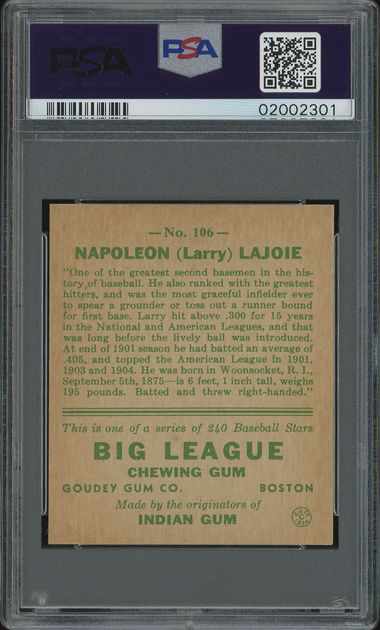 PSA
PSA
02002301
— No. 106 —
NAPOLEON (Larry) LAJOIE
"One of the greatest second basemen in the his-
tory of baseball. He also ranked with the greatest
hitters, and was the most graceful infielder ever
to spear a grounder or toss out a runner bound
for first base. Larry hit above .300 for 15 years
in the National and American Leagues, and that
was long before the lively ball was introduced.
At end of 1901 season he had batted an average of
.405, and topped the American League in 1901,
1903 and 1904. He was born in Woonsocket, R. I.,
September 5th, 1875—is 6 feet, 1 inch tall, weighs
195 pounds. Batted and threw right-handed."
This is one of a series of 240 Baseball Stars
BIG LEAGUE
CHEWING GUM
GOUDEY GUM CO. BOSTON
Made by the originators of
INDIAN GUM